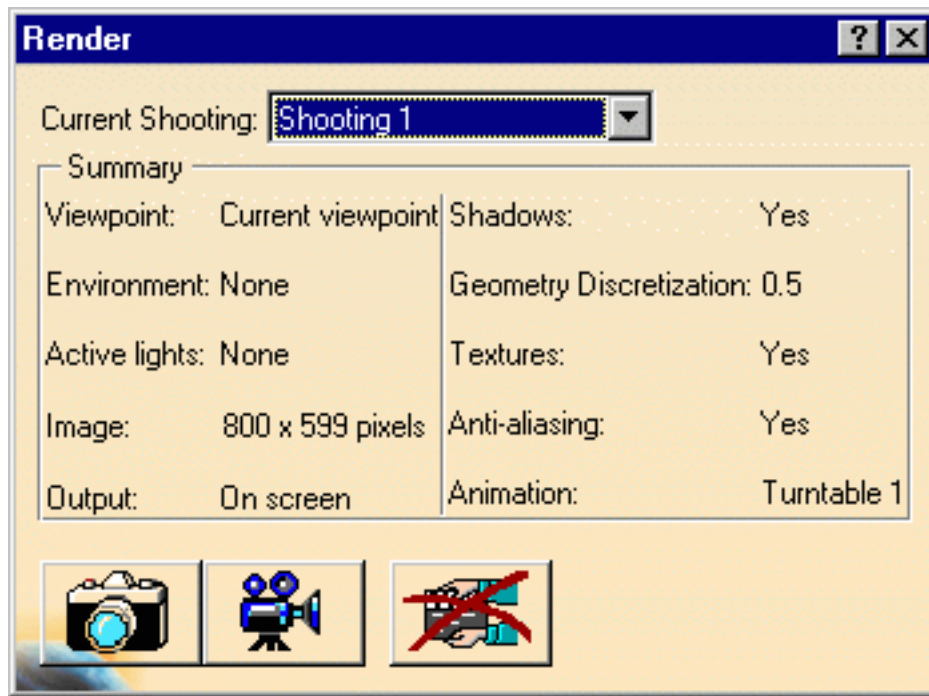 Render
Current Shooting: Shooting 1
Summary
Viewpoint: Current viewpoint
Environment: None
Active lights: None
Image: 800 x 599 pixels
Output: On screen
Shadows: Yes
Geometry Discretization: 0.5
Textures: Yes
Anti-aliasing: Yes
Animation: Turntable 1